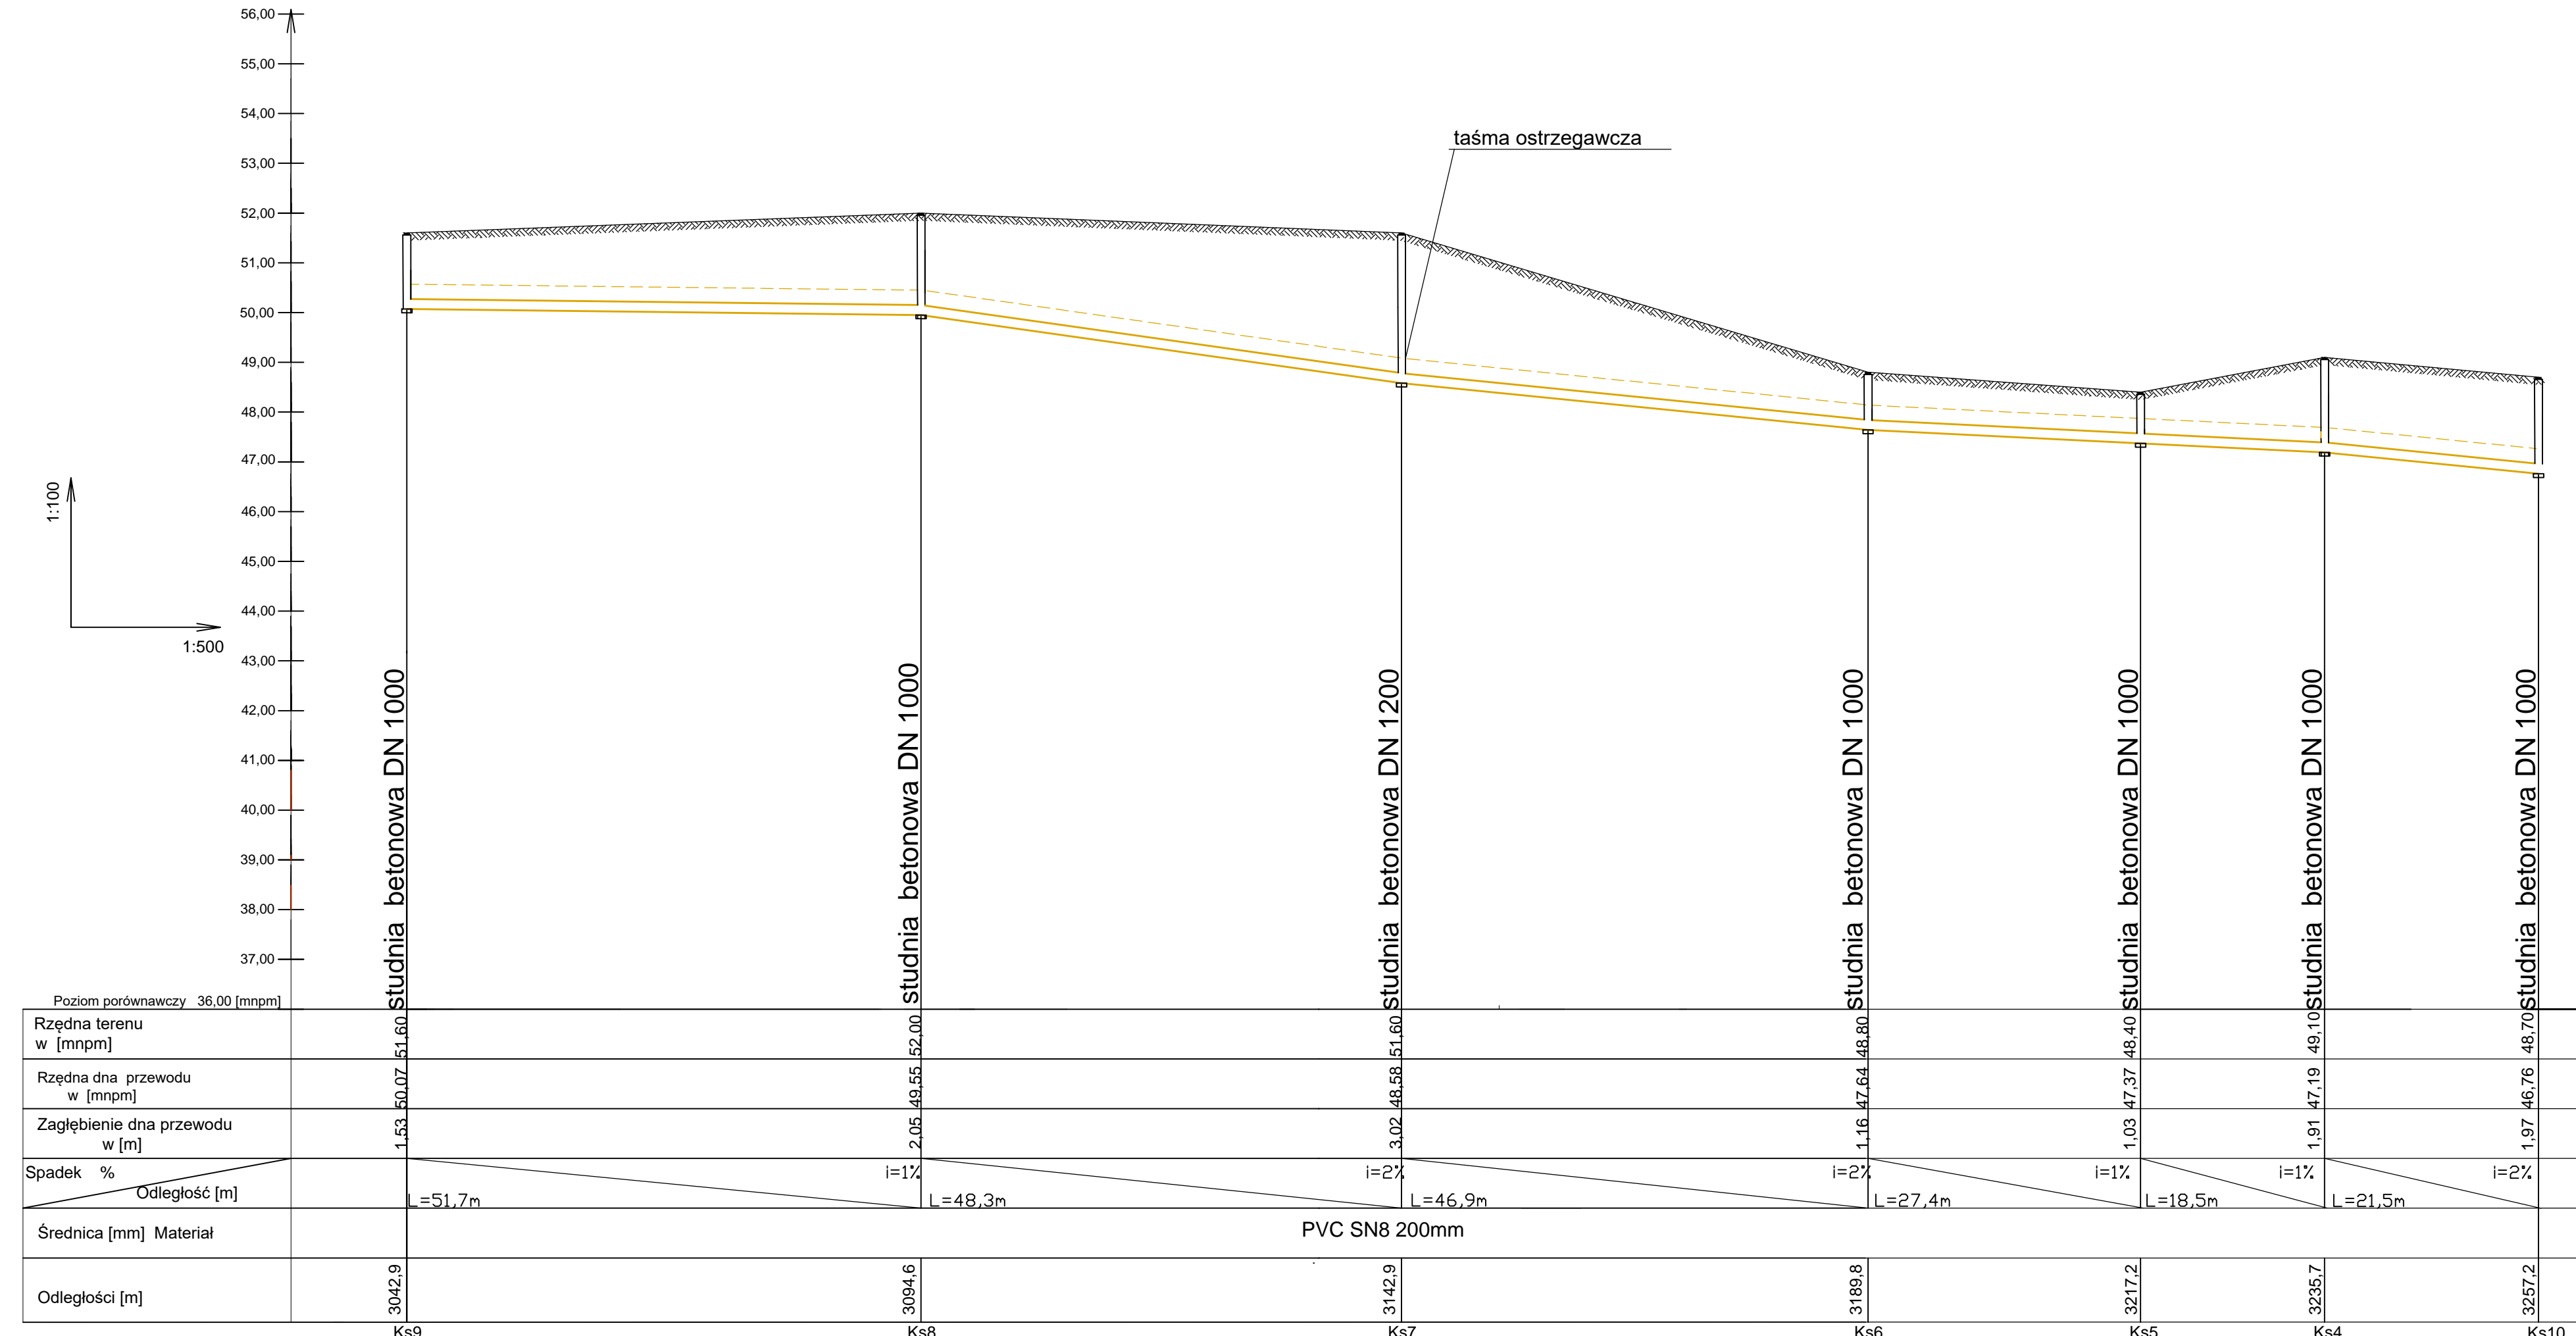 56,00
55,00
54,00
53,00
52,00
51,00
50,00
49,00
48,00
47,00
46,00
45,00
44,00
43,00
42,00
41,00
40,00
39,00
38,00
37,00
taśma ostrzegawcza
1:100
1:500
studnia betonowa DN 1000
studnia betonowa DN 1000
studnia betonowa DN 1200
studnia betonowa DN 1000
studnia betonowa DN 1000
studnia betonowa DN 1000
studnia betonowa DN 1000
Poziom porównawczy 36,00 [mnpm]
Rzędna terenu
w [mnpm]
51,60 52,00 51,60 48,80 48,40 49,10 48,70
Rzędna dna przewodu
w [mnpm]
50,07 49,55 48,58 47,64 47,37 47,19 46,76
Zagłębienie dna przewodu
w [m]
1,53 2,05 3,02 1,16 1,03 1,91 1,97
Spadek %
i=1% i=2% i=2% i=1% i=1% i=2%
Odległość [m]
L=51,7m L=48,3m L=46,9m L=27,4m L=18,5m L=21,5m
Średnica [mm] Materiał
PVC SN8 200mm
Odległości [m]
3042,9 3094,6 3142,9 3189,8 3217,2 3235,7 3257,2
Ks9 Ks8 Ks7 Ks6 Ks5 Ks4 Ks10